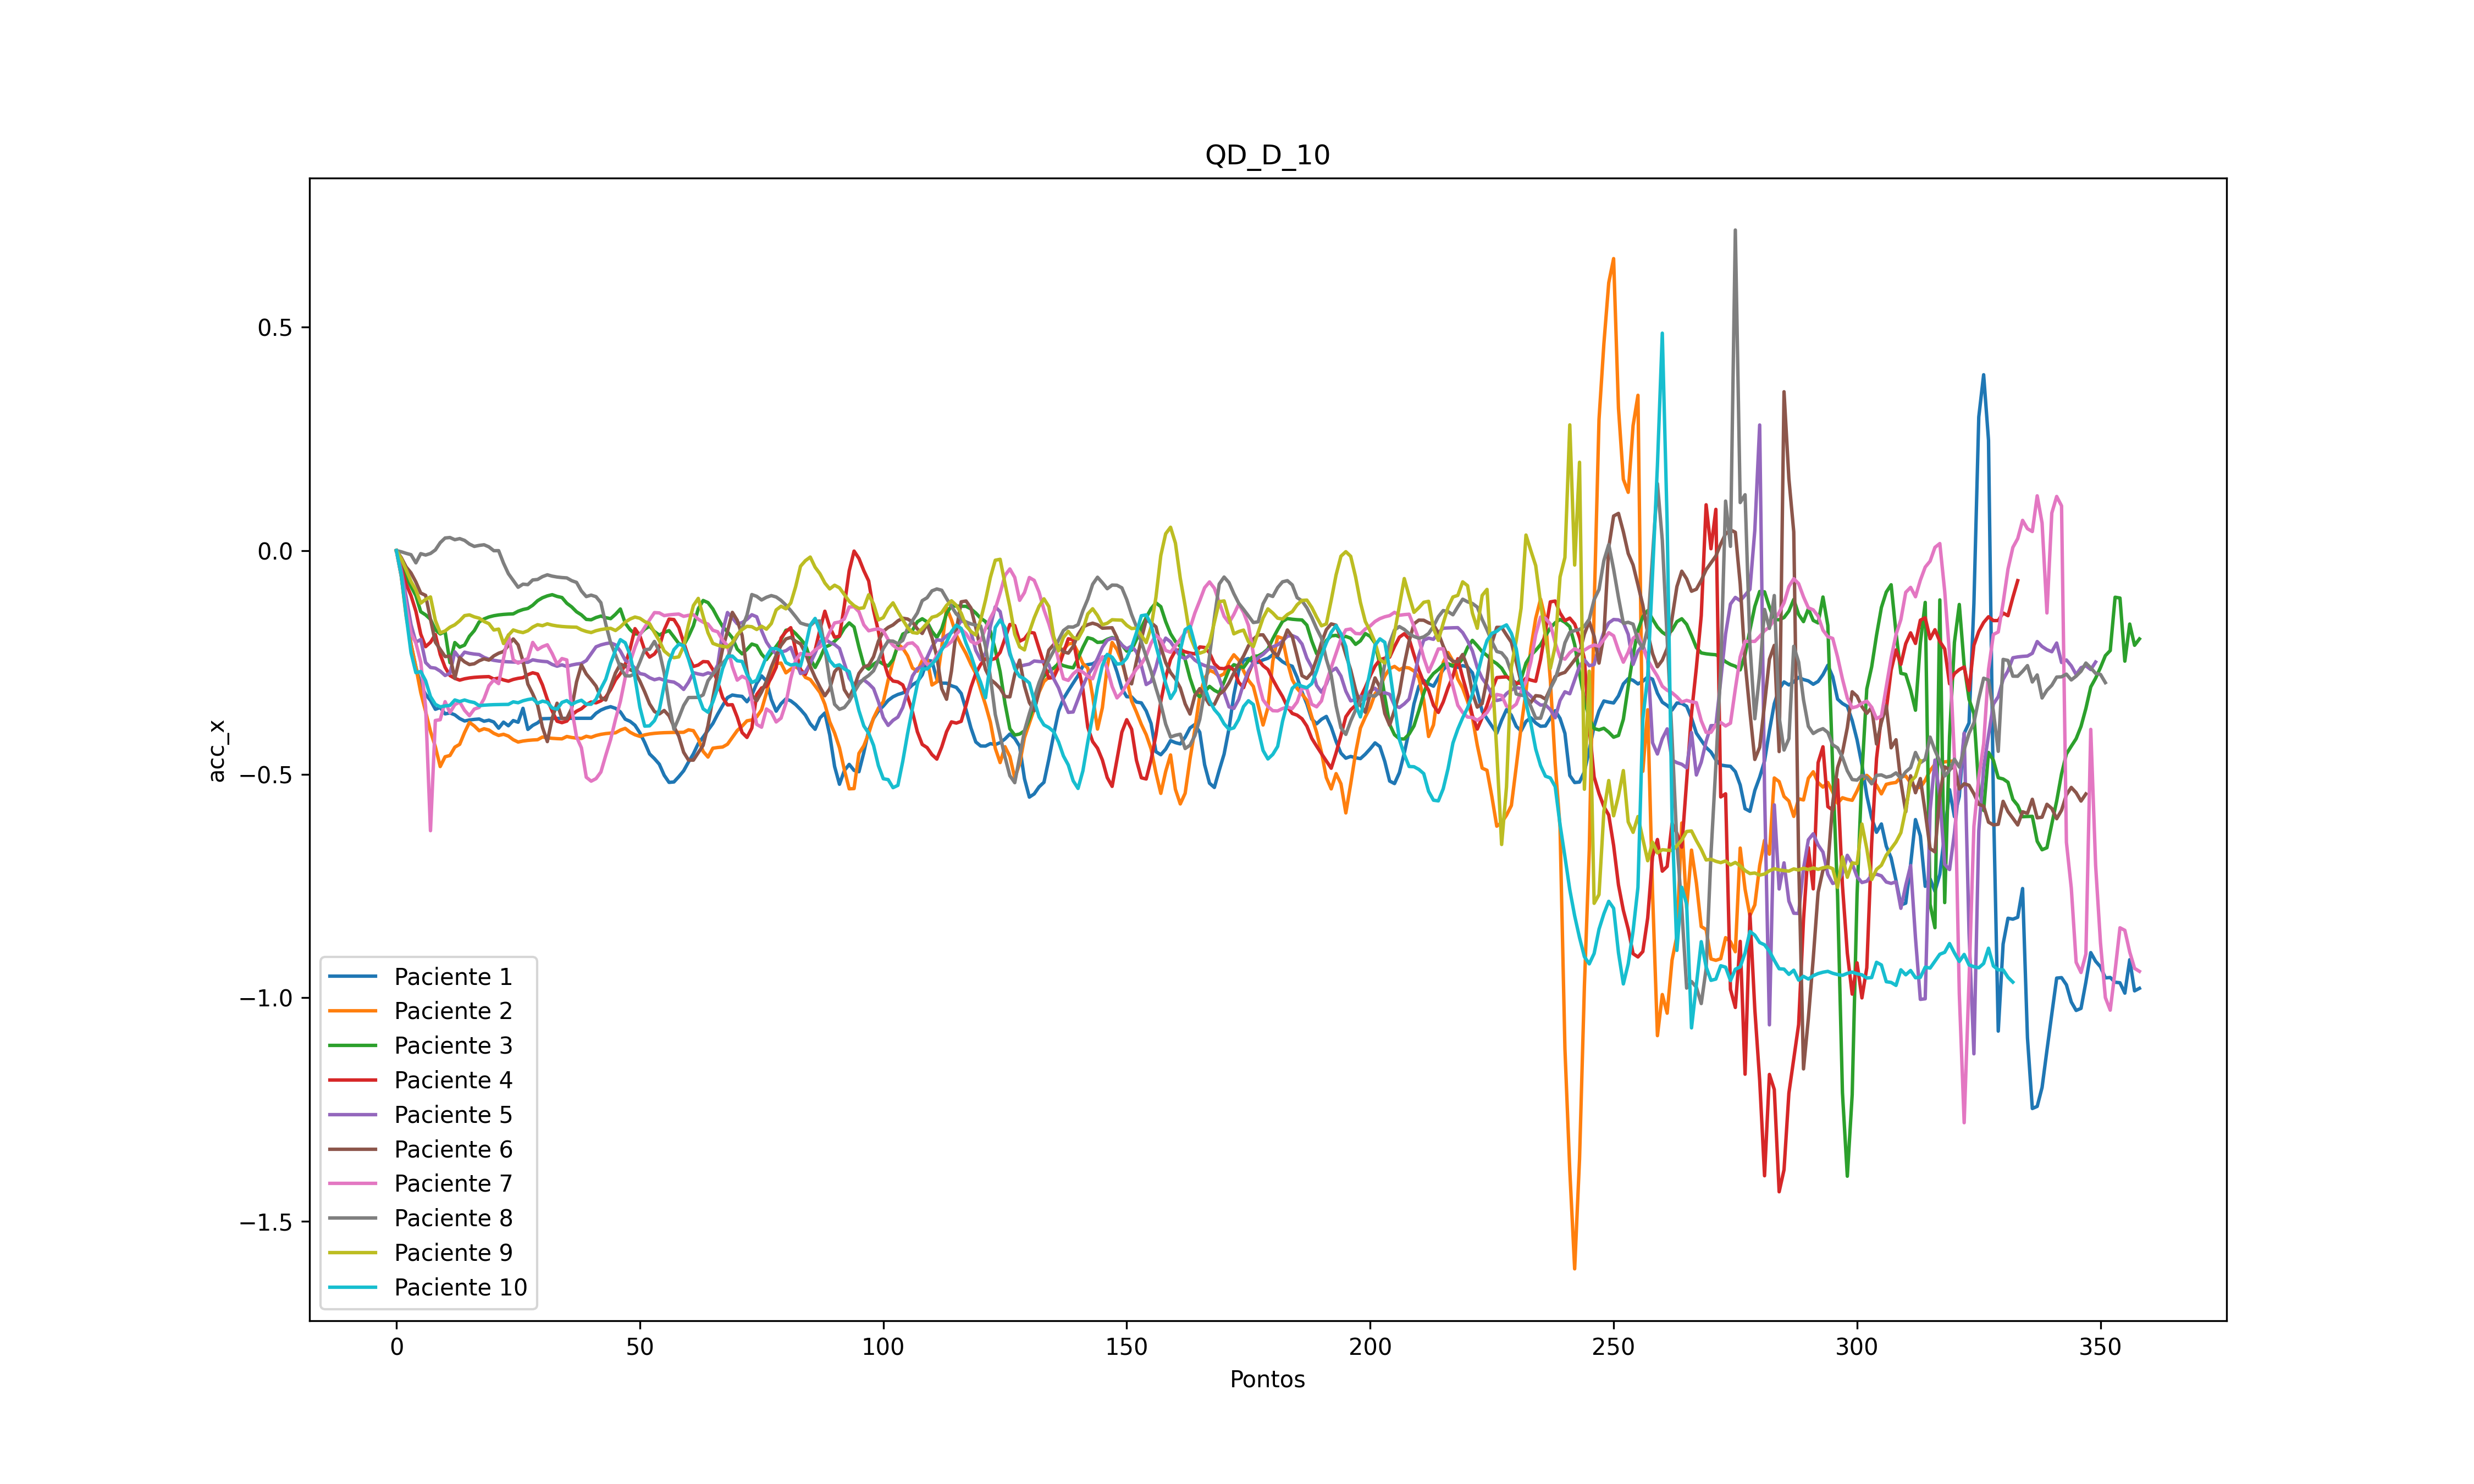 QD_D_10
acc_x
0.5
0.0
−0.5
−1.0
−1.5
Paciente 1
Paciente 2
Paciente 3
Paciente 4
Paciente 5
Paciente 6
Paciente 7
Paciente 8
Paciente 9
Paciente 10
0 50 100 150 200 250 300 350
Pontos